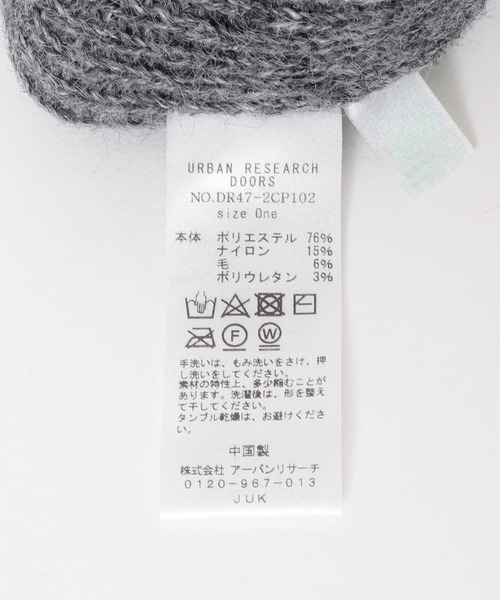 URBAN RESEARCH
DOORS
NO.DR47-2CP102
size One
本体 ポリエステル 76%
ナイロン 15%
毛 6%
ポリウレタン 3%
F W
手洗いは、もみ洗いをさけ、押
し洗いをしてください。
素材の特性上、多少縮むことが
あります。洗濯後は、形を整え
て干してください。
タンブル乾燥は、お避けくださ
い。
中国製
株式会社 アーバンリサーチ
0120-967-013
JUK